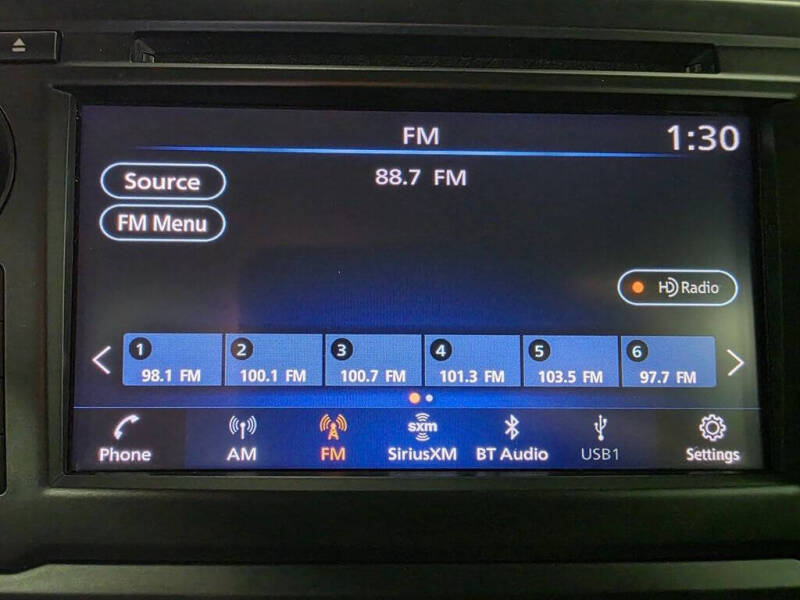 FM 1:30
Source 88.7 FM
FM Menu
HD Radio
1 2 3 4 5 6
98.1 FM 100.1 FM 100.7 FM 101.3 FM 103.5 FM 97.7 FM
sxm
Phone AM FM SiriusXM BT Audio USB1 Settings